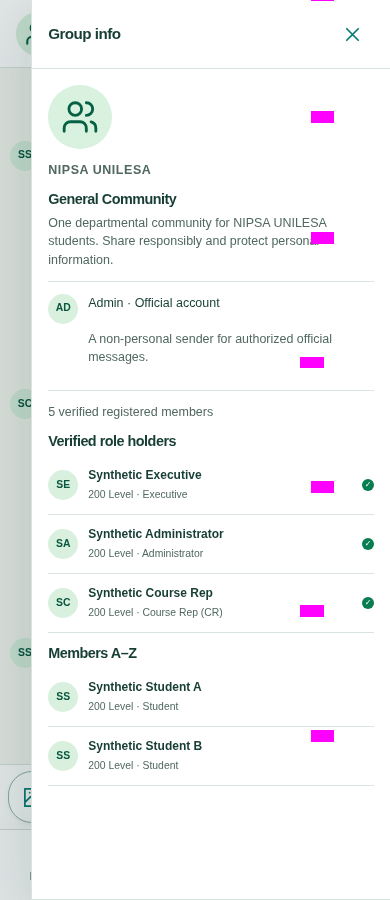 Group info
NIPSA UNILESA
General Community
One departmental community for NIPSA UNILESA
students. Share responsibly and protect personal
information.
AD
Admin · Official account
A non-personal sender for authorized official
messages.
5 verified registered members
Verified role holders
SE
Synthetic Executive
200 Level · Executive
SA
Synthetic Administrator
200 Level · Administrator
SC
Synthetic Course Rep
200 Level · Course Rep (CR)
Members A–Z
SS
Synthetic Student A
200 Level · Student
SS
Synthetic Student B
200 Level · Student